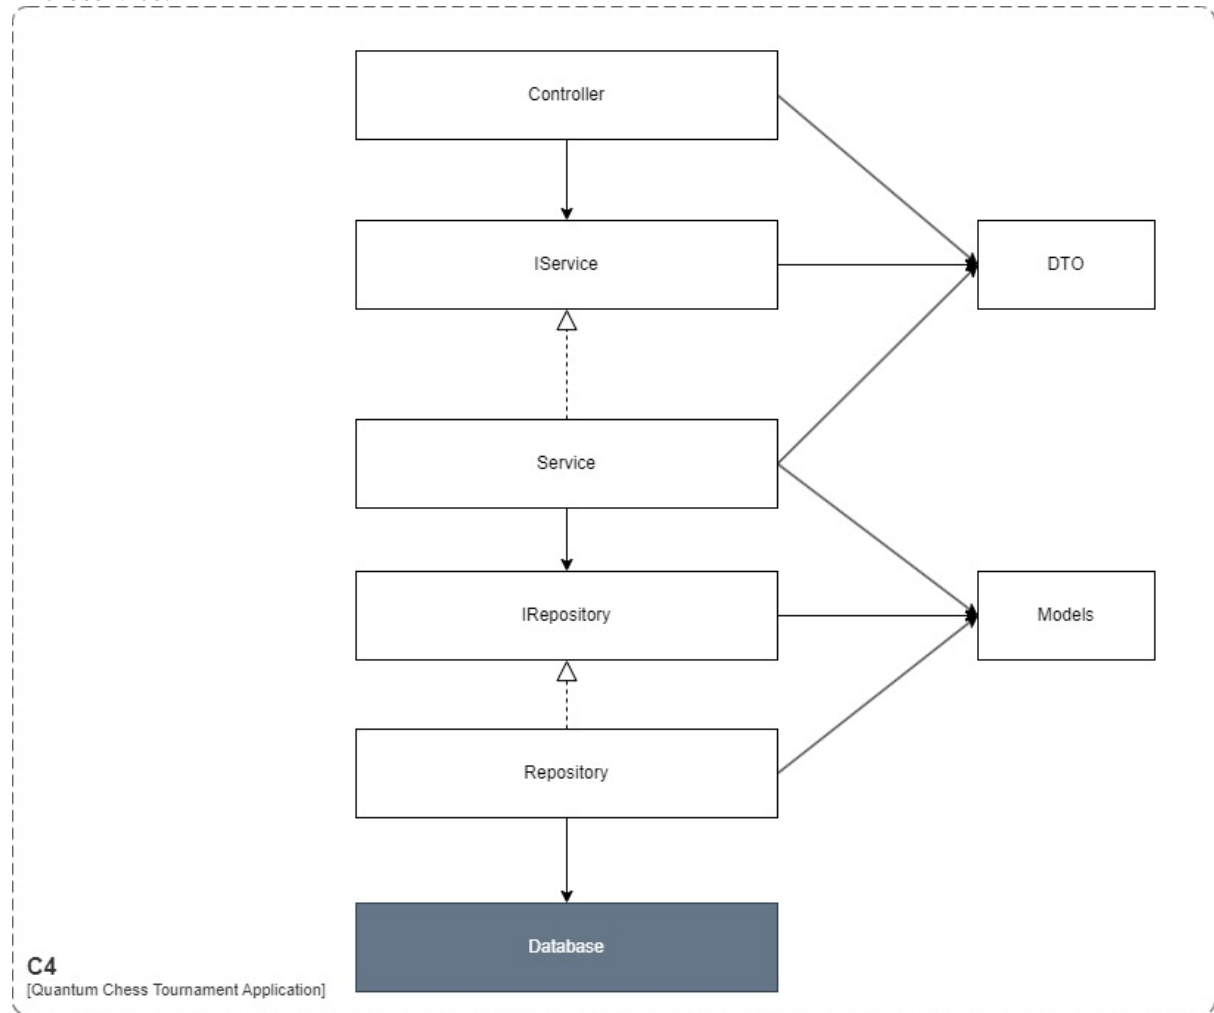 Controller
IService
DTO
Service
IRepository
Models
Repository
Database
C4
[Quantum Chess Tournament Application]